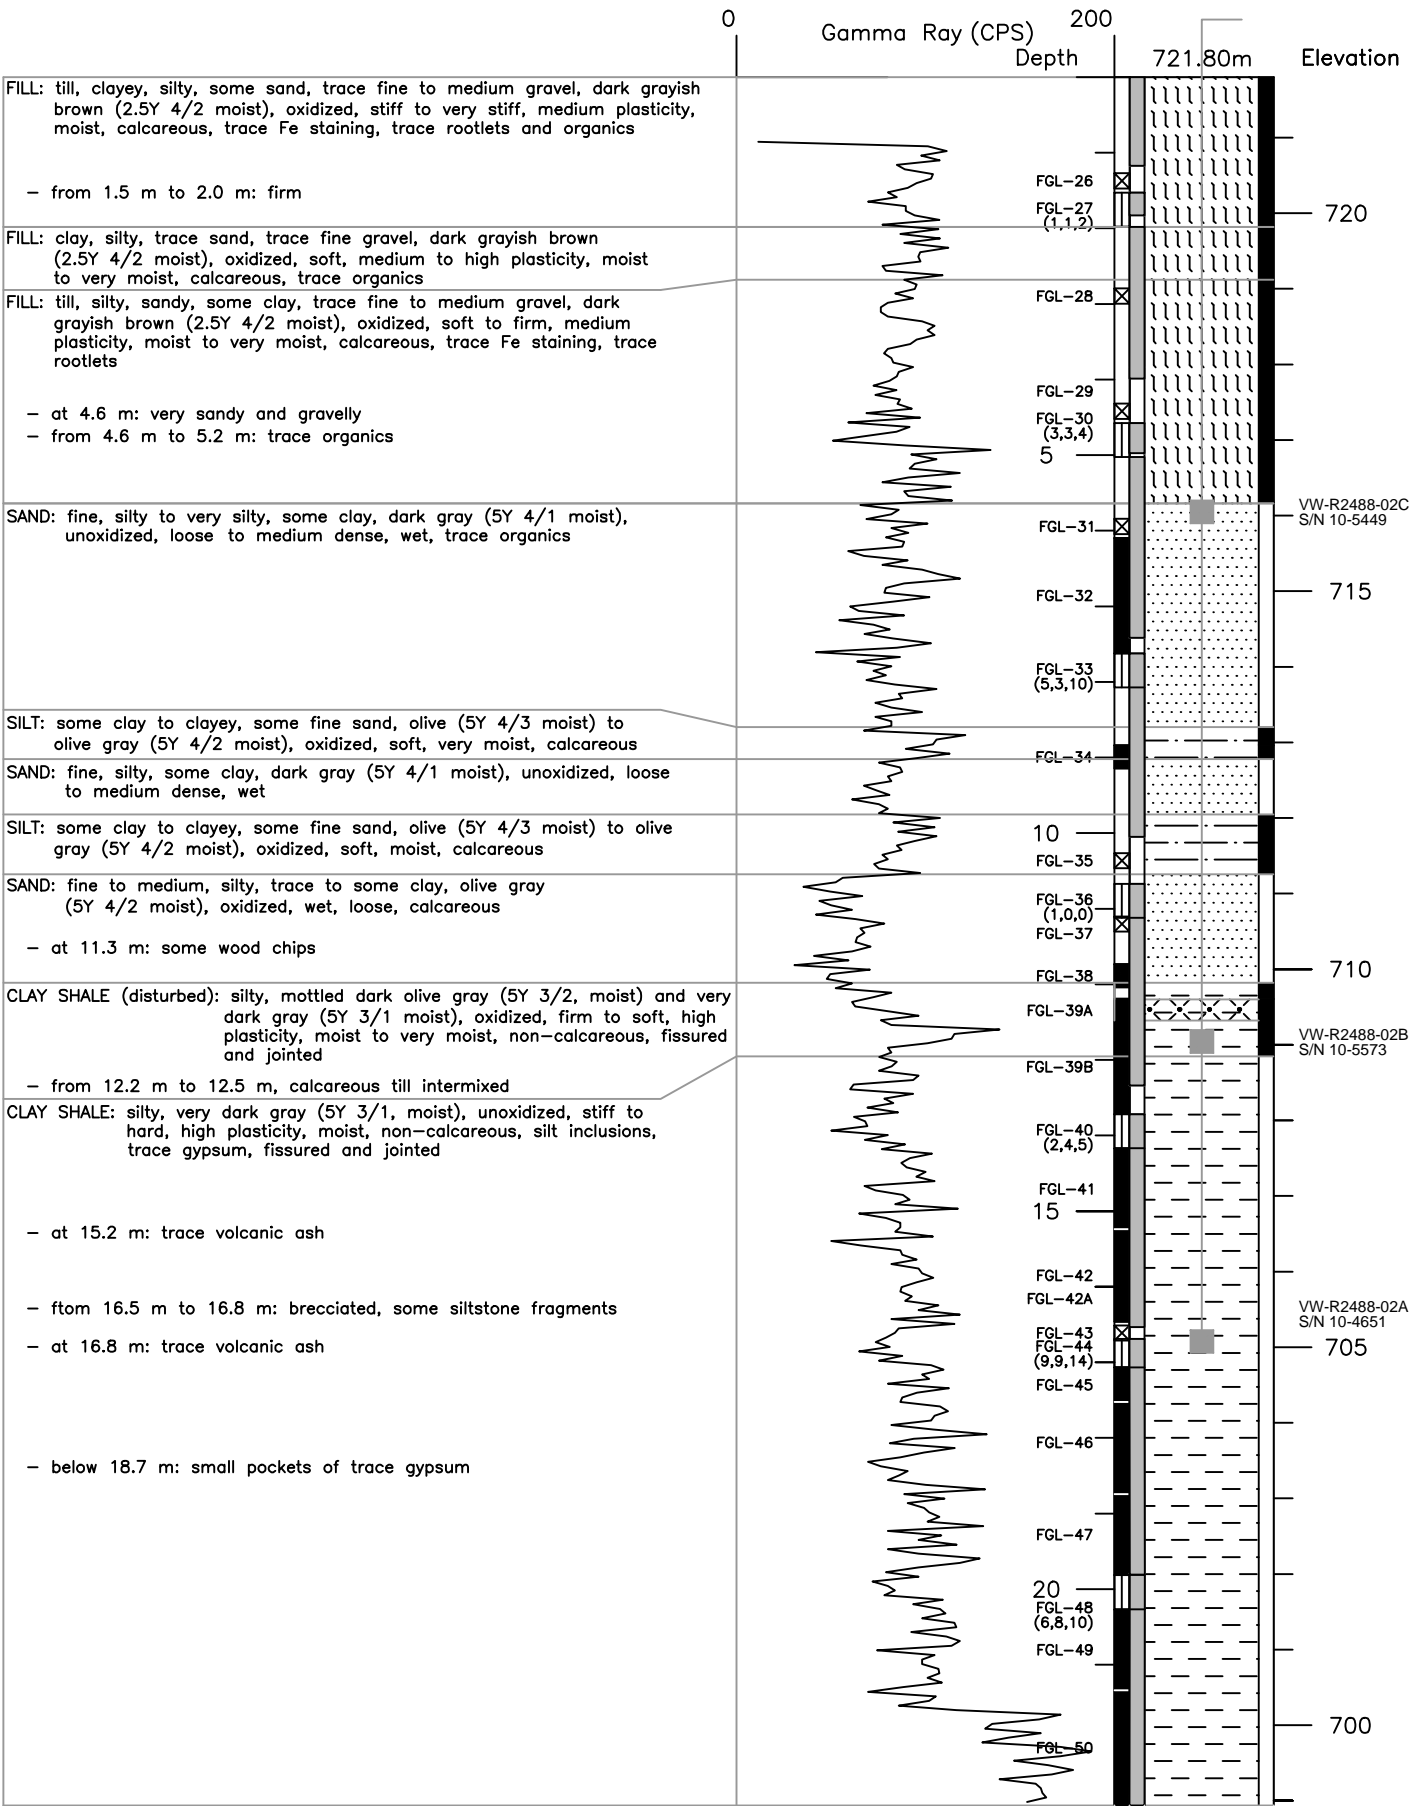 0
200
Gamma Ray (CPS)
Depth
721.80m
Elevation
FILL: till, clayey, silty, some sand, trace fine to medium gravel, dark grayish
brown (2.5Y 4/2 moist), oxidized, stiff to very stiff, medium plasticity,
moist, calcareous, trace Fe staining, trace rootlets and organics
– from 1.5 m to 2.0 m: firm
FILL: clay, silty, trace sand, trace fine gravel, dark grayish brown
(2.5Y 4/2 moist), oxidized, soft, medium to high plasticity, moist
to very moist, calcareous, trace organics
FILL: till, silty, sandy, some clay, trace fine to medium gravel, dark
grayish brown (2.5Y 4/2 moist), oxidized, soft to firm, medium
plasticity, moist to very moist, calcareous, trace Fe staining, trace
rootlets
– at 4.6 m: very sandy and gravelly
– from 4.6 m to 5.2 m: trace organics
SAND: fine, silty to very silty, some clay, dark gray (5Y 4/1 moist),
unoxidized, loose to medium dense, wet, trace organics
SILT: some clay to clayey, some fine sand, olive (5Y 4/3 moist) to
olive gray (5Y 4/2 moist), oxidized, soft, very moist, calcareous
SAND: fine, silty, some clay, dark gray (5Y 4/1 moist), unoxidized, loose
to medium dense, wet
SILT: some clay to clayey, some fine sand, olive (5Y 4/3 moist) to olive
gray (5Y 4/2 moist), oxidized, soft, moist, calcareous
SAND: fine to medium, silty, trace to some clay, olive gray
(5Y 4/2 moist), oxidized, wet, loose, calcareous
– at 11.3 m: some wood chips
CLAY SHALE (disturbed): silty, mottled dark olive gray (5Y 3/2, moist) and very
dark gray (5Y 3/1 moist), oxidized, firm to soft, high
plasticity, moist to very moist, non–calcareous, fissured
and jointed
– from 12.2 m to 12.5 m, calcareous till intermixed
CLAY SHALE: silty, very dark gray (5Y 3/1, moist), unoxidized, stiff to
hard, high plasticity, moist, non–calcareous, silt inclusions,
trace gypsum, fissured and jointed
– at 15.2 m: trace volcanic ash
– ftom 16.5 m to 16.8 m: brecciated, some siltstone fragments
– at 16.8 m: trace volcanic ash
– below 18.7 m: small pockets of trace gypsum
FGL–26
FGL–27
(1,1,2)
FGL–28
FGL–29
FGL–30
(3,3,4)
5
FGL–31
FGL–32
FGL–33
(5,3,10)
FGL–34
10
FGL–35
FGL–36
(1,0,0)
FGL–37
FGL–38
FGL–39A
FGL–39B
FGL–40
(2,4,5)
FGL–41
15
FGL–42
FGL–42A
FGL–43
FGL–44
(9,9,14)
FGL–45
FGL–46
FGL–47
20
FGL–48
(6,8,10)
FGL–49
FGL–50
720
VW-R2488-02C
S/N 10-5449
715
710
VW-R2488-02B
S/N 10-5573
VW-R2488-02A
S/N 10-4651
705
700